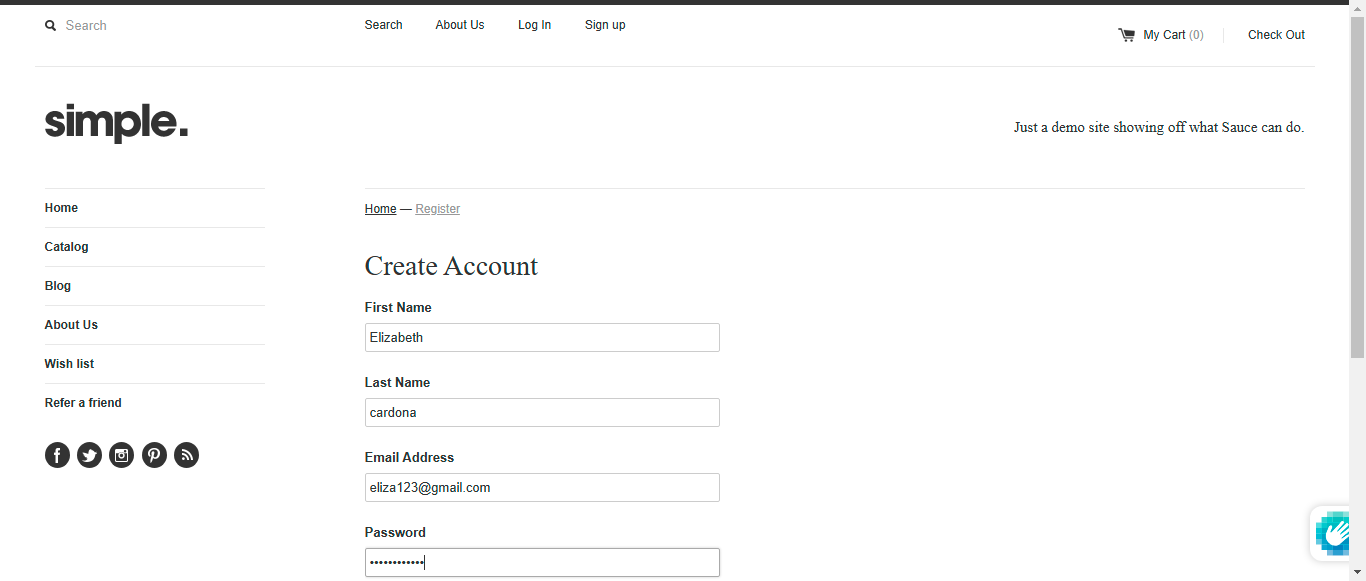 Search
Search About Us Log In Sign up
My Cart (0) Check Out
simple.
Just a demo site showing off what Sauce can do.
Home
Catalog
Blog
About Us
Wish list
Refer a friend
Home — Register
Create Account
First Name
Elizabeth
Last Name
cardona
Email Address
eliza123@gmail.com
Password
••••••••••••